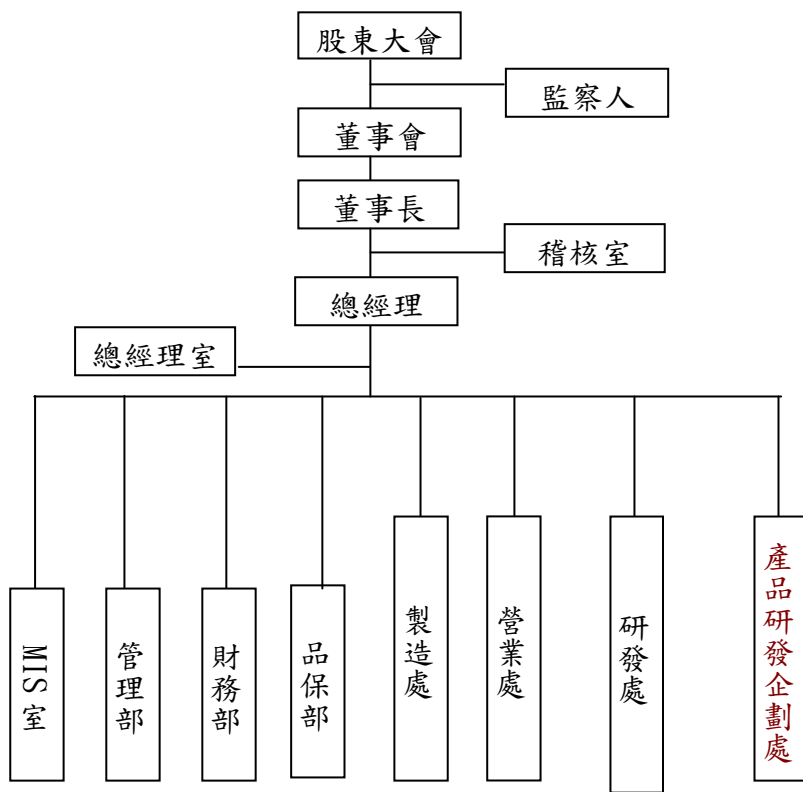 股東大會
監察人
董事會
董事長
稽核室
總經理
總經理室
MIS室
管理部
財務部
品保部
製造處
營業處
研發處
產品研發企劃處